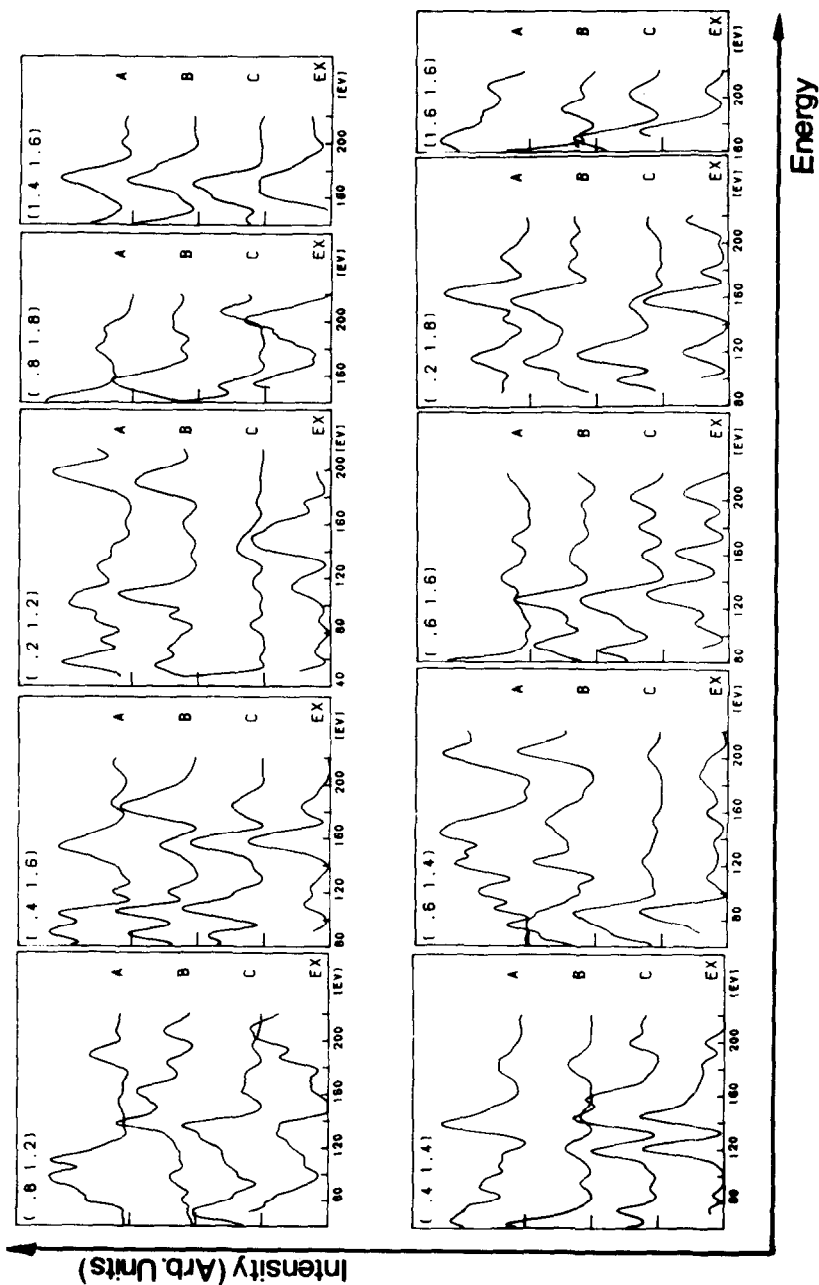 Intensity (Arb. Units)
( .8 1.2)
A
B
C
EX
80 120 160 200 [EV]
( .4 1.6)
A
B
C
EX
80 120 160 200 [EV]
( .2 1.2)
A
B
C
EX
40 80 120 160 200 [EV]
( .8 1.8)
A
B
C
EX
160 200 [EV]
(1.4 1.6)
A
B
C
EX
160 200 [EV]
( .4 1.4)
A
B
C
EX
80 120 160 200 [EV]
( .6 1.4)
A
B
C
EX
80 120 160 200 [EV]
( .6 1.6)
A
B
C
EX
80 120 160 200 [EV]
( .2 1.8)
A
B
C
EX
80 120 160 200 [EV]
(1.6 1.6)
A
B
C
EX
160 200 [EV]
Energy